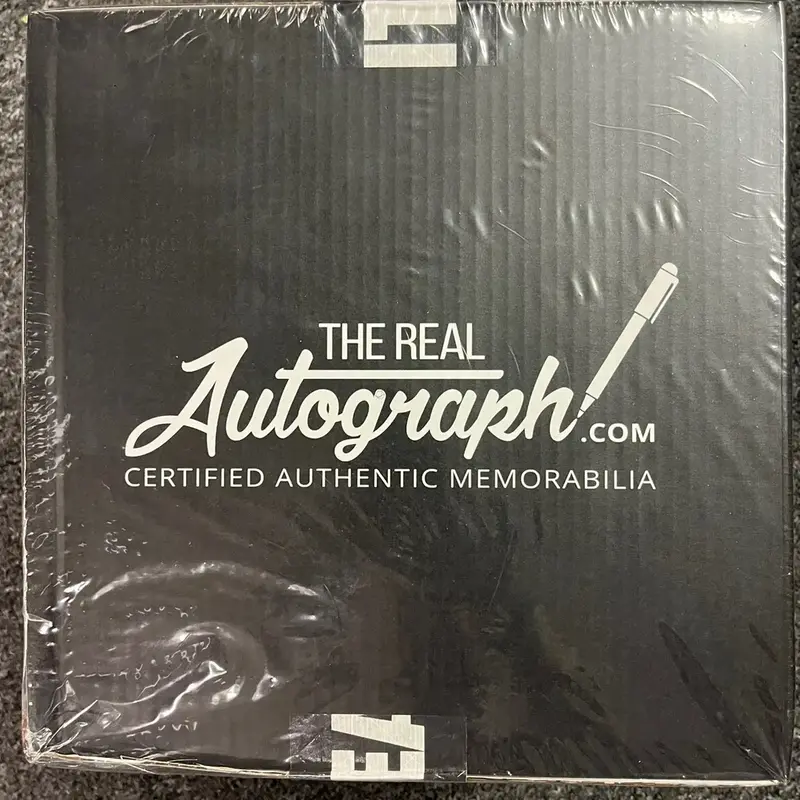 THE REAL
Autograph
.COM
CERTIFIED AUTHENTIC MEMORABILIA